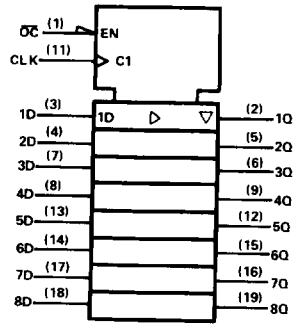 OC (1) EN
CLK (11) C1
1D (3) 1D (2) 1Q
2D (4) (5) 2Q
3D (7) (6) 3Q
4D (8) (9) 4Q
5D (13) (12) 5Q
6D (14) (15) 6Q
7D (17) (16) 7Q
8D (18) (19) 8Q